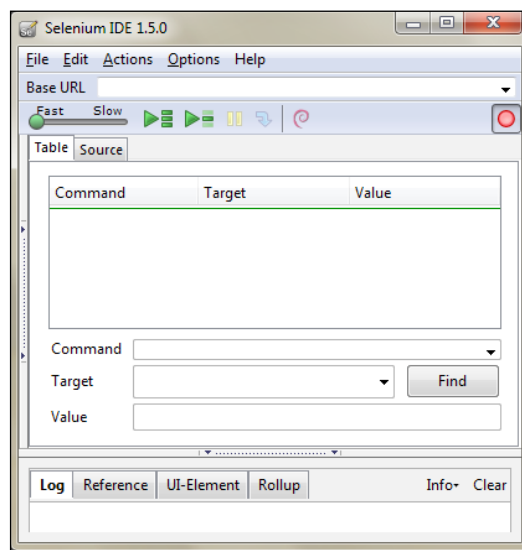 Selenium IDE 1.5.0
File Edit Actions Options Help
Base URL
Fast Slow
Table Source
Command Target Value
Command
Target Find
Value
Log Reference UI-Element Rollup Info Clear